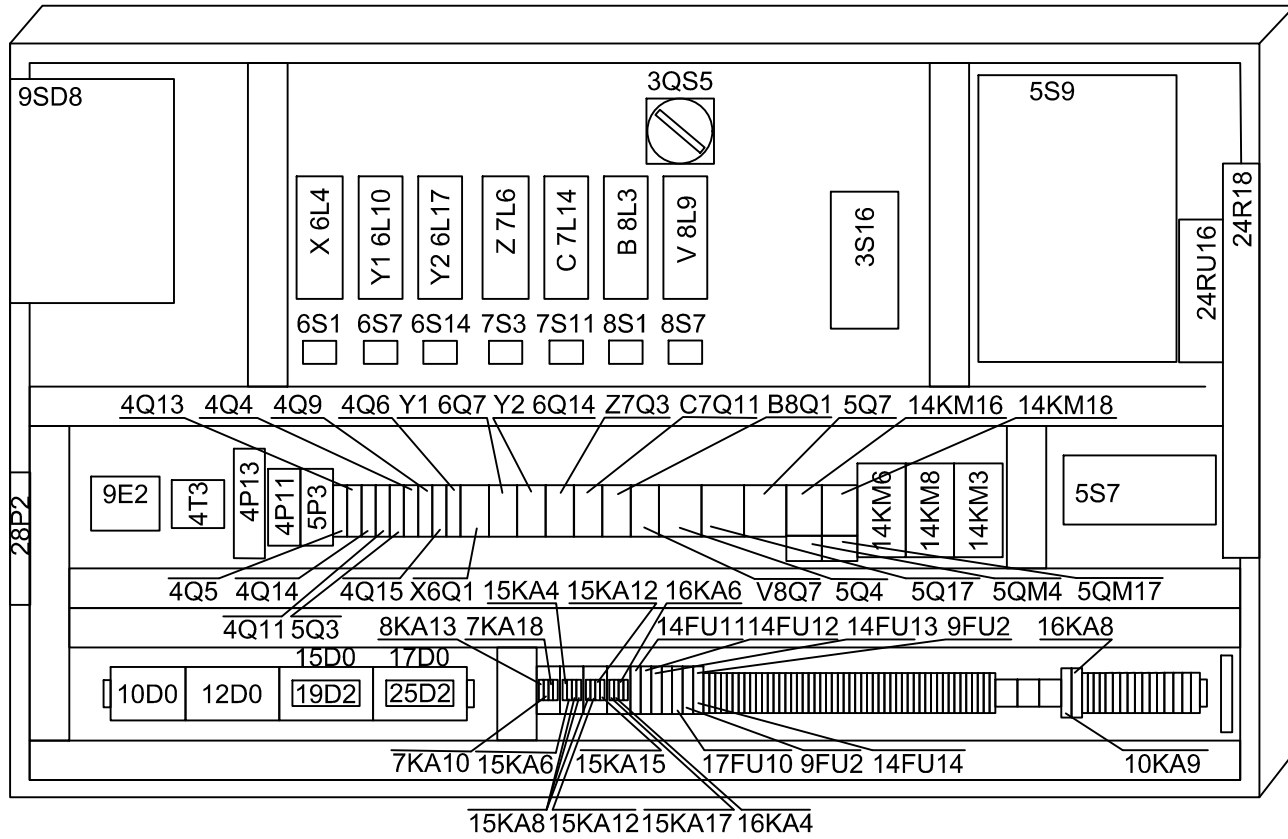 3QS5
9SD8
5S9
X 6L4
Y1 6L10
Y2 6L17
Z 7L6
C 7L14
B 8L3
V 8L9
3S16
24RU16
24R18
6S1 6S7 6S14 7S3 7S11 8S1 8S7
4Q13 4Q4 4Q9 4Q6 Y1 6Q7 Y2 6Q14 Z7Q3 C7Q11 B8Q1 5Q7 14KM16 14KM18
28P2
9E2
4T3
4P13
4P11
5P3
14KM6
14KM8
14KM3
5S7
4Q5 4Q14 4Q15 X6Q1 15KA4 15KA12 16KA6 V8Q7 5Q4 5Q17 5QM4 5QM17
4Q11 5Q3 8KA13 7KA18 14FU11 14FU12 14FU13 9FU2 16KA8
15D0 17D0
10D0 12D0 19D2 25D2
7KA10 15KA6 15KA15 17FU10 9FU2 14FU14 10KA9
15KA8 15KA12 15KA17 16KA4